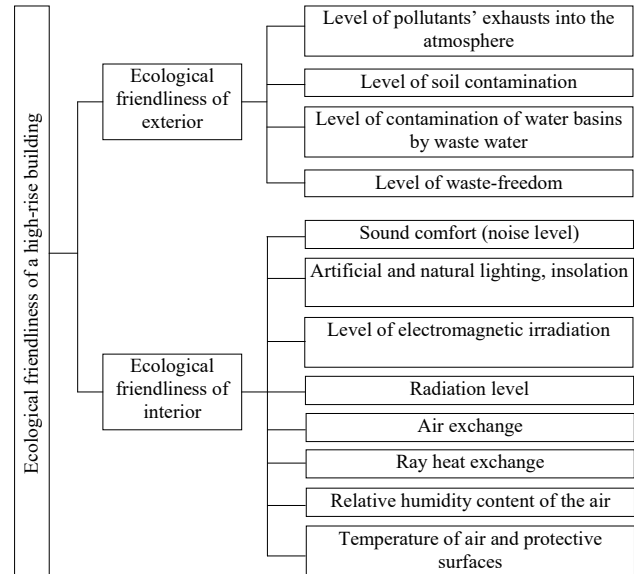 Ecological friendliness of a high-rise building
Ecological
friendliness of
exterior
Level of pollutants’ exhausts into the
atmosphere
Level of soil contamination
Level of contamination of water basins
by waste water
Level of waste-freedom
Ecological
friendliness of
interior
Sound comfort (noise level)
Artificial and natural lighting, insolation
Level of electromagnetic irradiation
Radiation level
Air exchange
Ray heat exchange
Relative humidity content of the air
Temperature of air and protective
surfaces